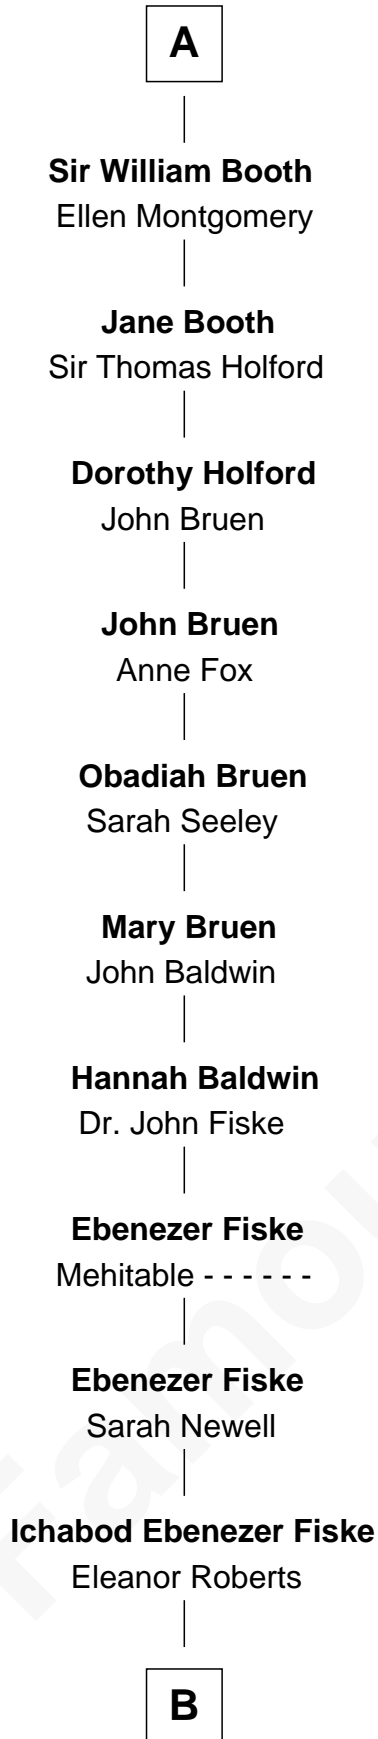 A
Sir William Booth
Ellen Montgomery
Jane Booth
Sir Thomas Holford
Dorothy Holford
John Bruen
John Bruen
Anne Fox
Obadiah Bruen
Sarah Seeley
Mary Bruen
John Baldwin
Hannah Baldwin
Dr. John Fiske
Ebenezer Fiske
Mehitable - - - - - -
Ebenezer Fiske
Sarah Newell
Ichabod Ebenezer Fiske
Eleanor Roberts
B